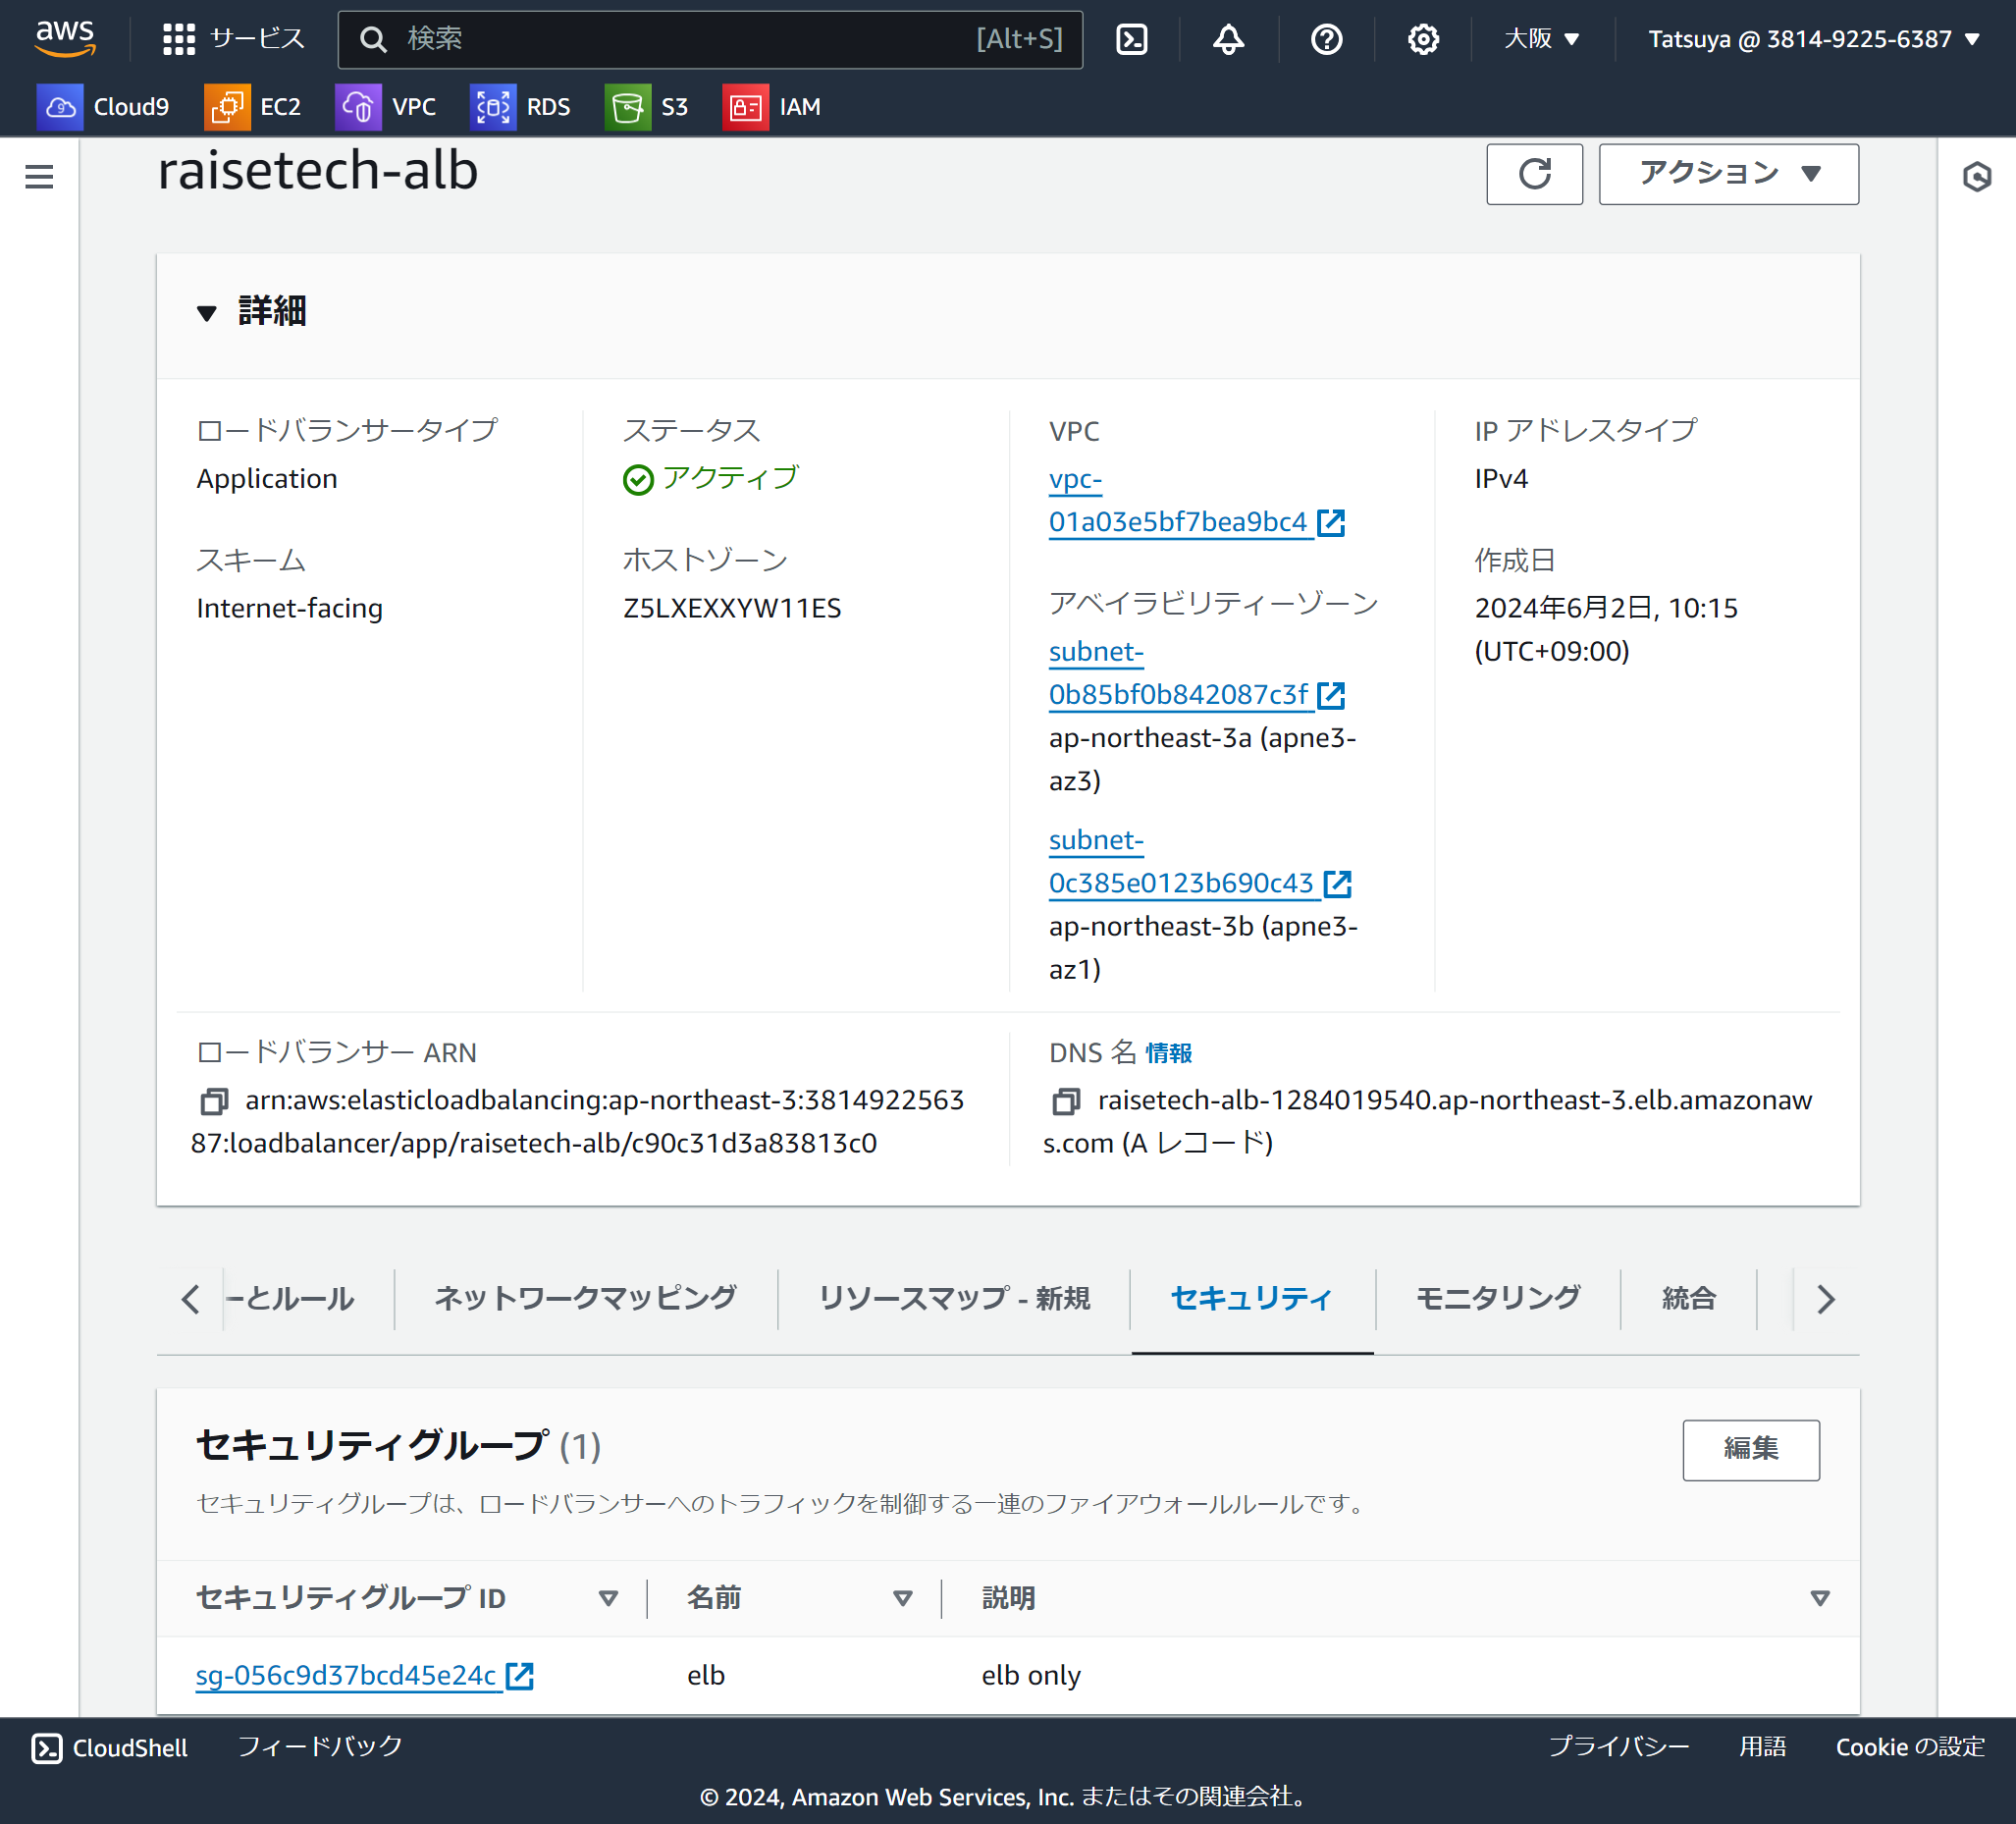 aws サービス 検索 [Alt+S] 大阪 Tatsuya @ 3814-9225-6387
Cloud9 EC2 VPC RDS S3 IAM
raisetech-alb
アクション
詳細
ロードバランサータイプ
Application
スキーム
Internet-facing
ステータス
アクティブ
ホストゾーン
Z5LXEXXYW11ES
VPC
vpc-
01a03e5bf7bea9bc4
アベイラビリティーゾーン
subnet-
0b85bf0b842087c3f
ap-northeast-3a (apne3-
az3)
subnet-
0c385e0123b690c43
ap-northeast-3b (apne3-
az1)
IP アドレスタイプ
IPv4
作成日
2024年6月2日, 10:15
(UTC+09:00)
ロードバランサー ARN
arn:aws:elasticloadbalancing:ap-northeast-3:3814922563
87:loadbalancer/app/raisetech-alb/c90c31d3a83813c0
DNS 名 情報
raisetech-alb-1284019540.ap-northeast-3.elb.amazonaw
s.com (A レコード)
ーとルール ネットワークマッピング リソースマップ - 新規 セキュリティ モニタリング 統合
セキュリティグループ (1)
編集
セキュリティグループは、ロードバランサーへのトラフィックを制御する一連のファイアウォールルールです。
セキュリティグループ ID 名前 説明
sg-056c9d37bcd45e24c elb elb only
CloudShell フィードバック プライバシー 用語 Cookie の設定
© 2024, Amazon Web Services, Inc. またはその関連会社。